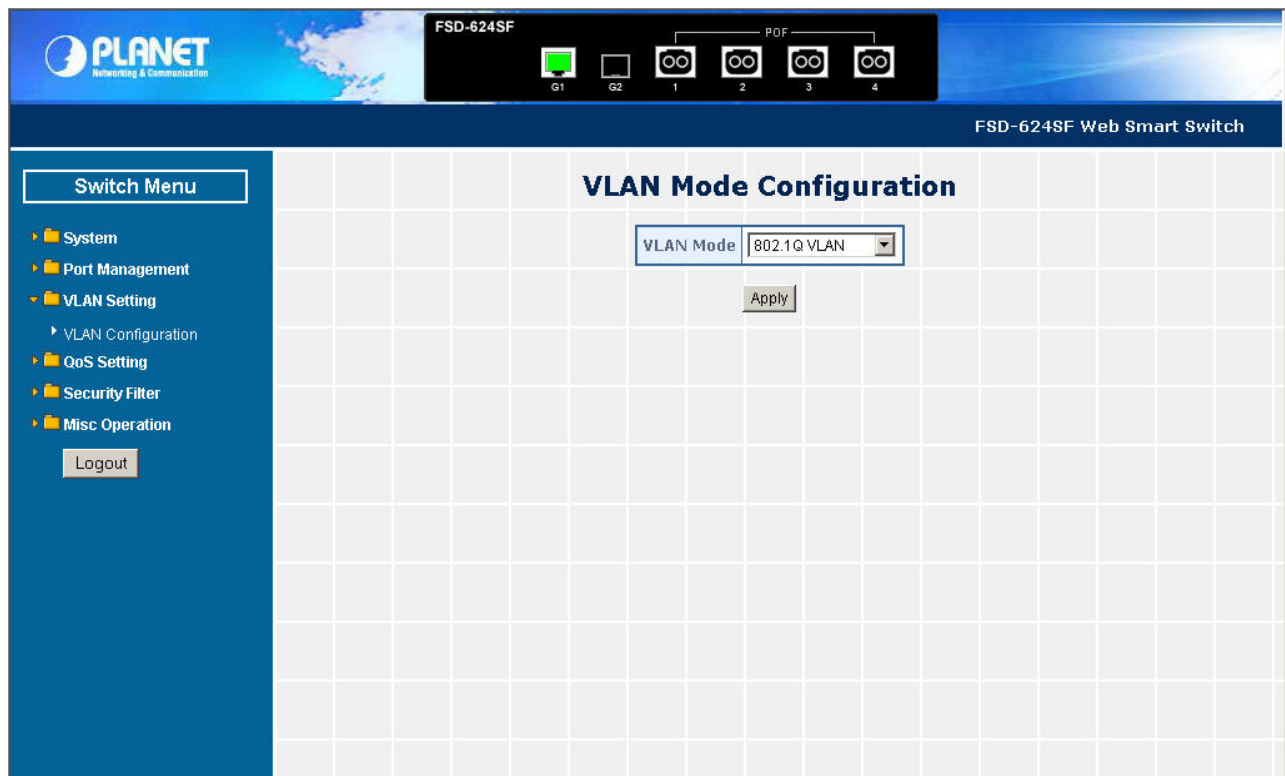 PLANET
Networking & Communication
FSD-624SF
POF
G1 G2 1 2 3 4
FSD-624SF Web Smart Switch
Switch Menu
System
Port Management
VLAN Setting
VLAN Configuration
QoS Setting
Security Filter
Misc Operation
Logout
VLAN Mode Configuration
VLAN Mode 802.1Q VLAN
Apply